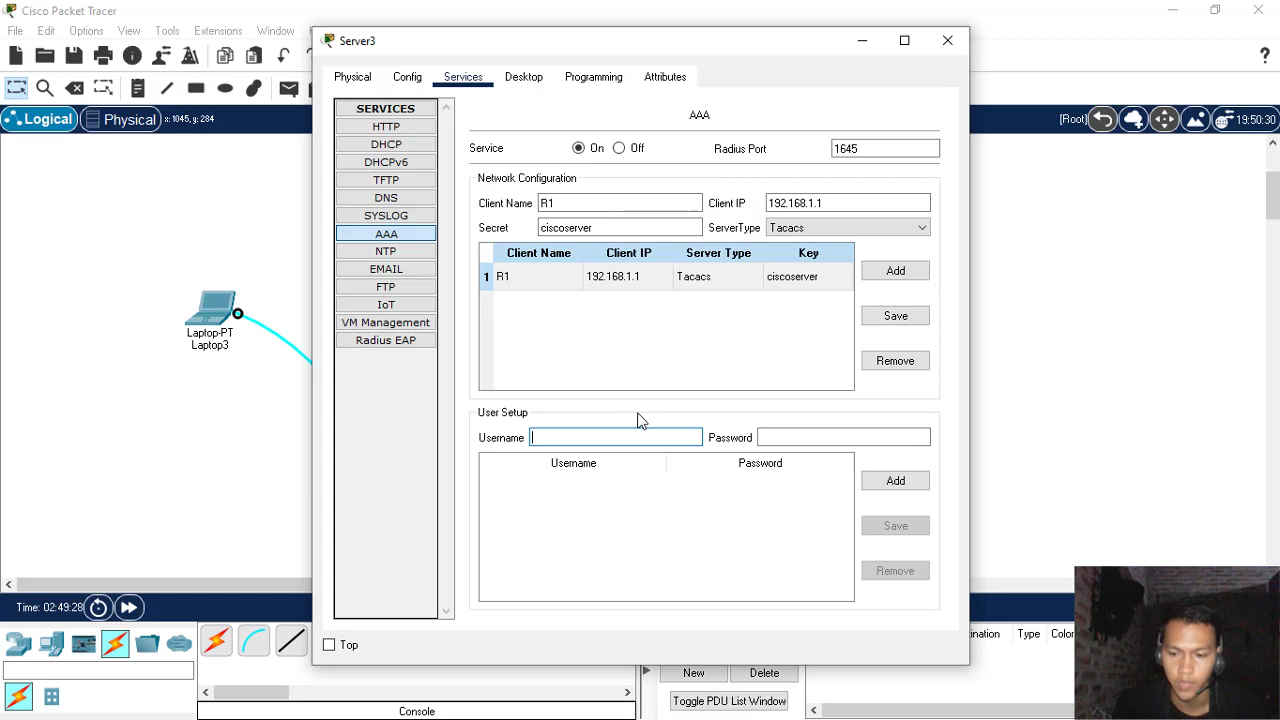 Cisco Packet Tracer
File Edit Options View Tools Extensions Window
Logical
Physical
x: 1045, y: 284
[Root]
19:50:30
Laptop-PT
Laptop3
Server3
Physical Config Services Desktop Programming Attributes
SERVICES
HTTP
DHCP
DHCPv6
TFTP
DNS
SYSLOG
AAA
NTP
EMAIL
FTP
IoT
VM Management
Radius EAP
AAA
Service On Off Radius Port 1645
Network Configuration
Client Name R1 Client IP 192.168.1.1
Secret ciscoserver ServerType Tacacs
Client Name Client IP Server Type Key
1 R1 192.168.1.1 Tacacs ciscoserver
Add
Save
Remove
User Setup
Username Password
Username Password
Add
Save
Remove
Top
Time: 02:49:28
Console
New Delete
Toggle PDU List Window
ination Type Color